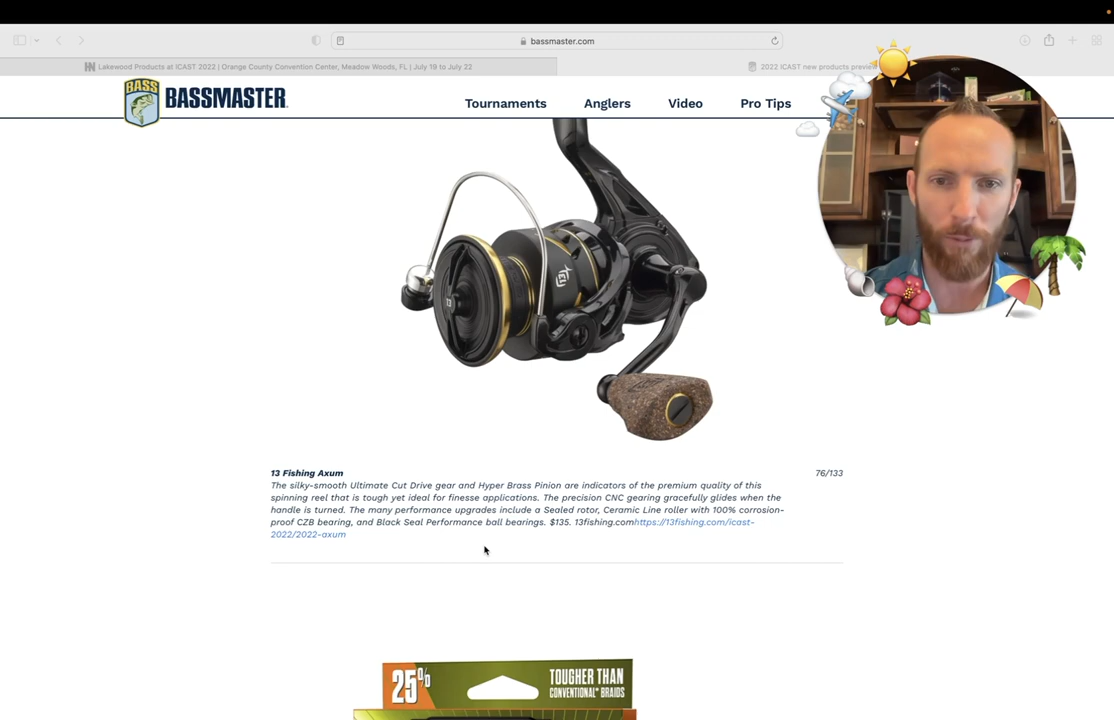 bassmaster.com
Lakewood Products at ICAST 2022 | Orange County Convention Center, Meadow Woods, FL | July 19 to July 22
2022 ICAST new products preview
BASS
BASSMASTER
Tournaments
Anglers
Video
Pro Tips
13
13 Fishing Axum
76/133
The silky-smooth Ultimate Cut Drive gear and Hyper Brass Pinion are indicators of the premium quality of this
spinning reel that is tough yet ideal for finesse applications. The precision CNC gearing gracefully glides when the
handle is turned. The many performance upgrades include a Sealed rotor, Ceramic Line roller with 100% corrosion-
proof CZB bearing, and Black Seal Performance ball bearings. $135. 13fishing.comhttps://13fishing.com/icast-
2022/2022-axum
25%
TOUGHER THAN
CONVENTIONAL* BRAIDS